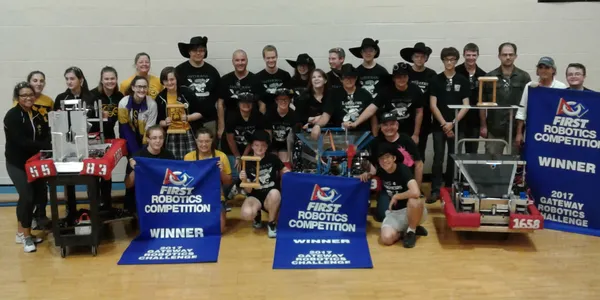 FIRST
ROBOTICS
COMPETITION
WINNER
2017 GATEWAY
ROBOTICS CHALLENGE
FIRST
ROBOTICS
COMPETITION
WINNER
2017 GATEWAY
ROBOTICS CHALLENGE
1658
FIRST
ROBOTICS
COMPETITION
WINNER
2017 GATEWAY
ROBOTICS
CHALLENGE